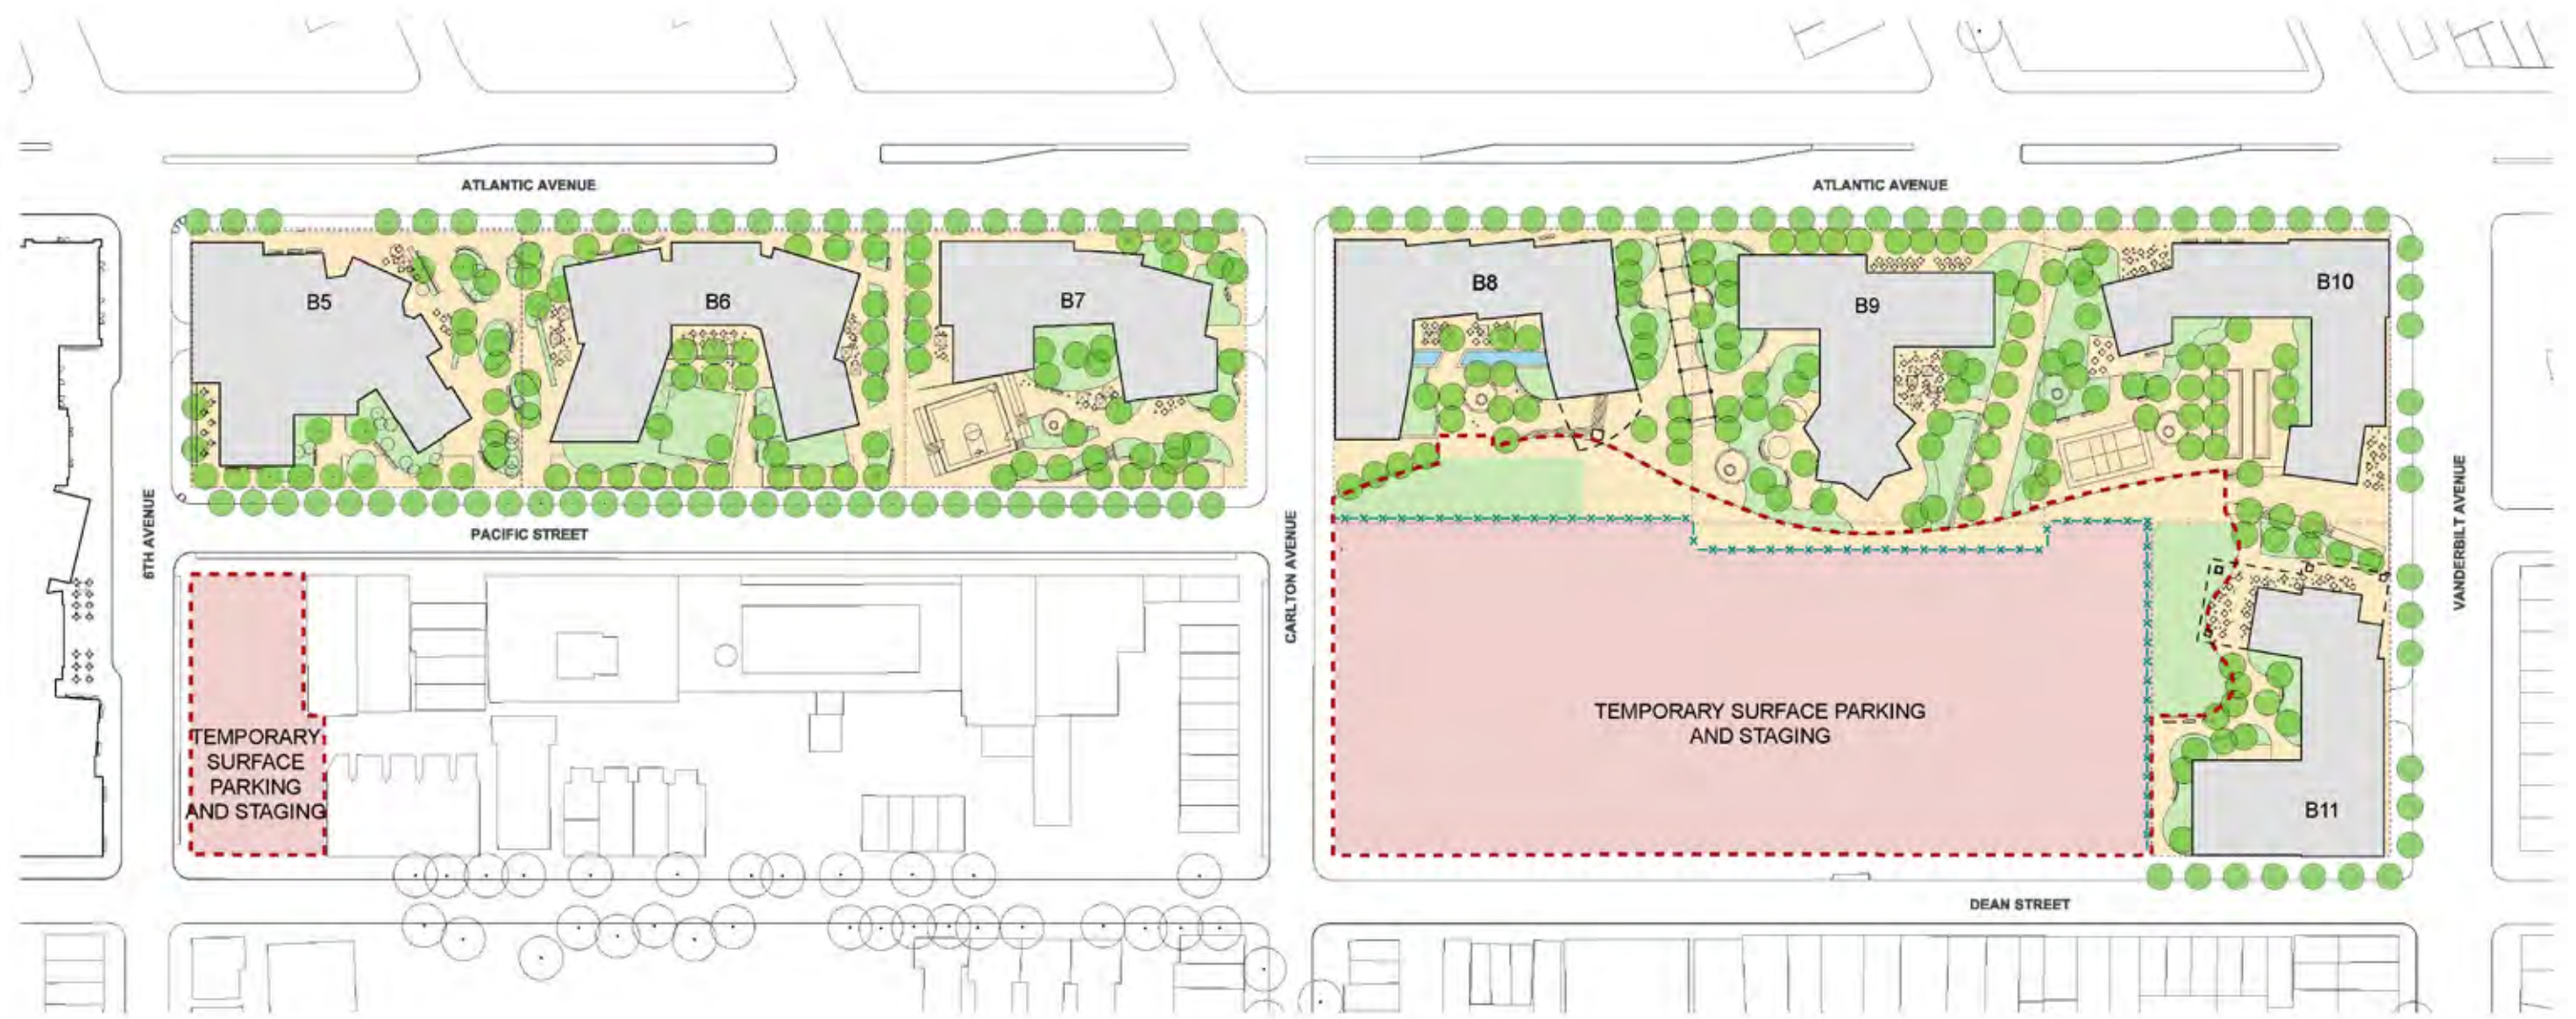 ATLANTIC AVENUE
ATLANTIC AVENUE
B5
B6
B7
B8
B9
B10
6TH AVENUE
PACIFIC STREET
CARLTON AVENUE
VANDERBILT AVENUE
TEMPORARY
SURFACE
PARKING
AND STAGING
TEMPORARY SURFACE PARKING
AND STAGING
B11
DEAN STREET